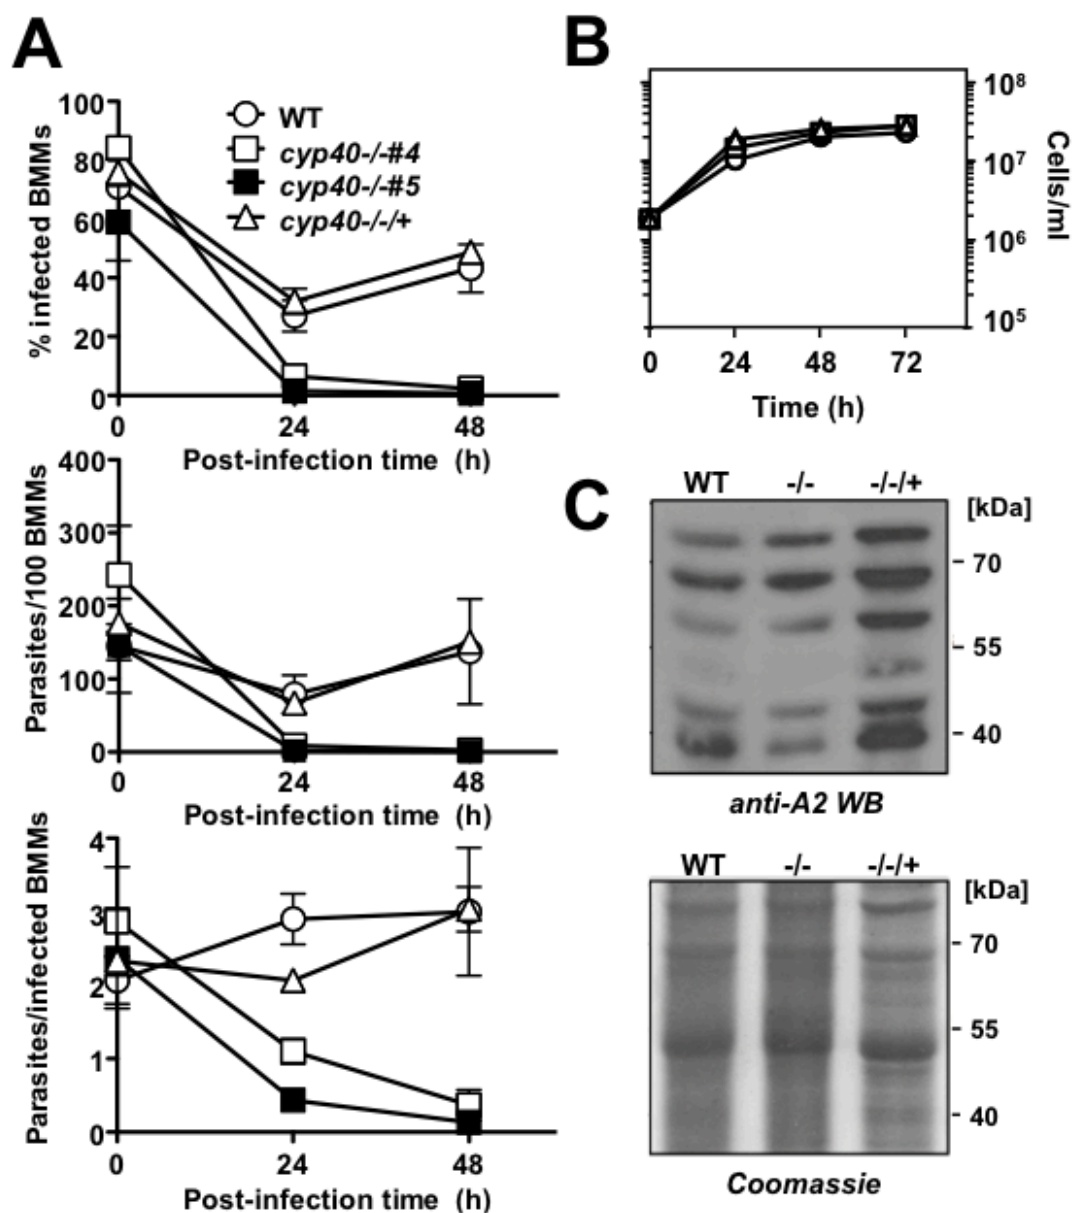 A
100
80
60
40
20
0
% infected BMMs
WT
cyp40-/-#4
cyp40-/-#5
cyp40-/-/+
0 24 48
Post-infection time (h)
400
300
200
100
0
Parasites/100 BMMs
0 24 48
Post-infection time (h)
4
3
2
1
0
Parasites/infected BMMs
0 24 48
Post-infection time (h)
B
10⁸
10⁷
10⁶
10⁵
Cells/ml
0 24 48 72
Time (h)
C
WT -/- -/-/+
[kDa]
70
55
40
anti-A2 WB
WT -/- -/-/+
[kDa]
70
55
40
Coomassie